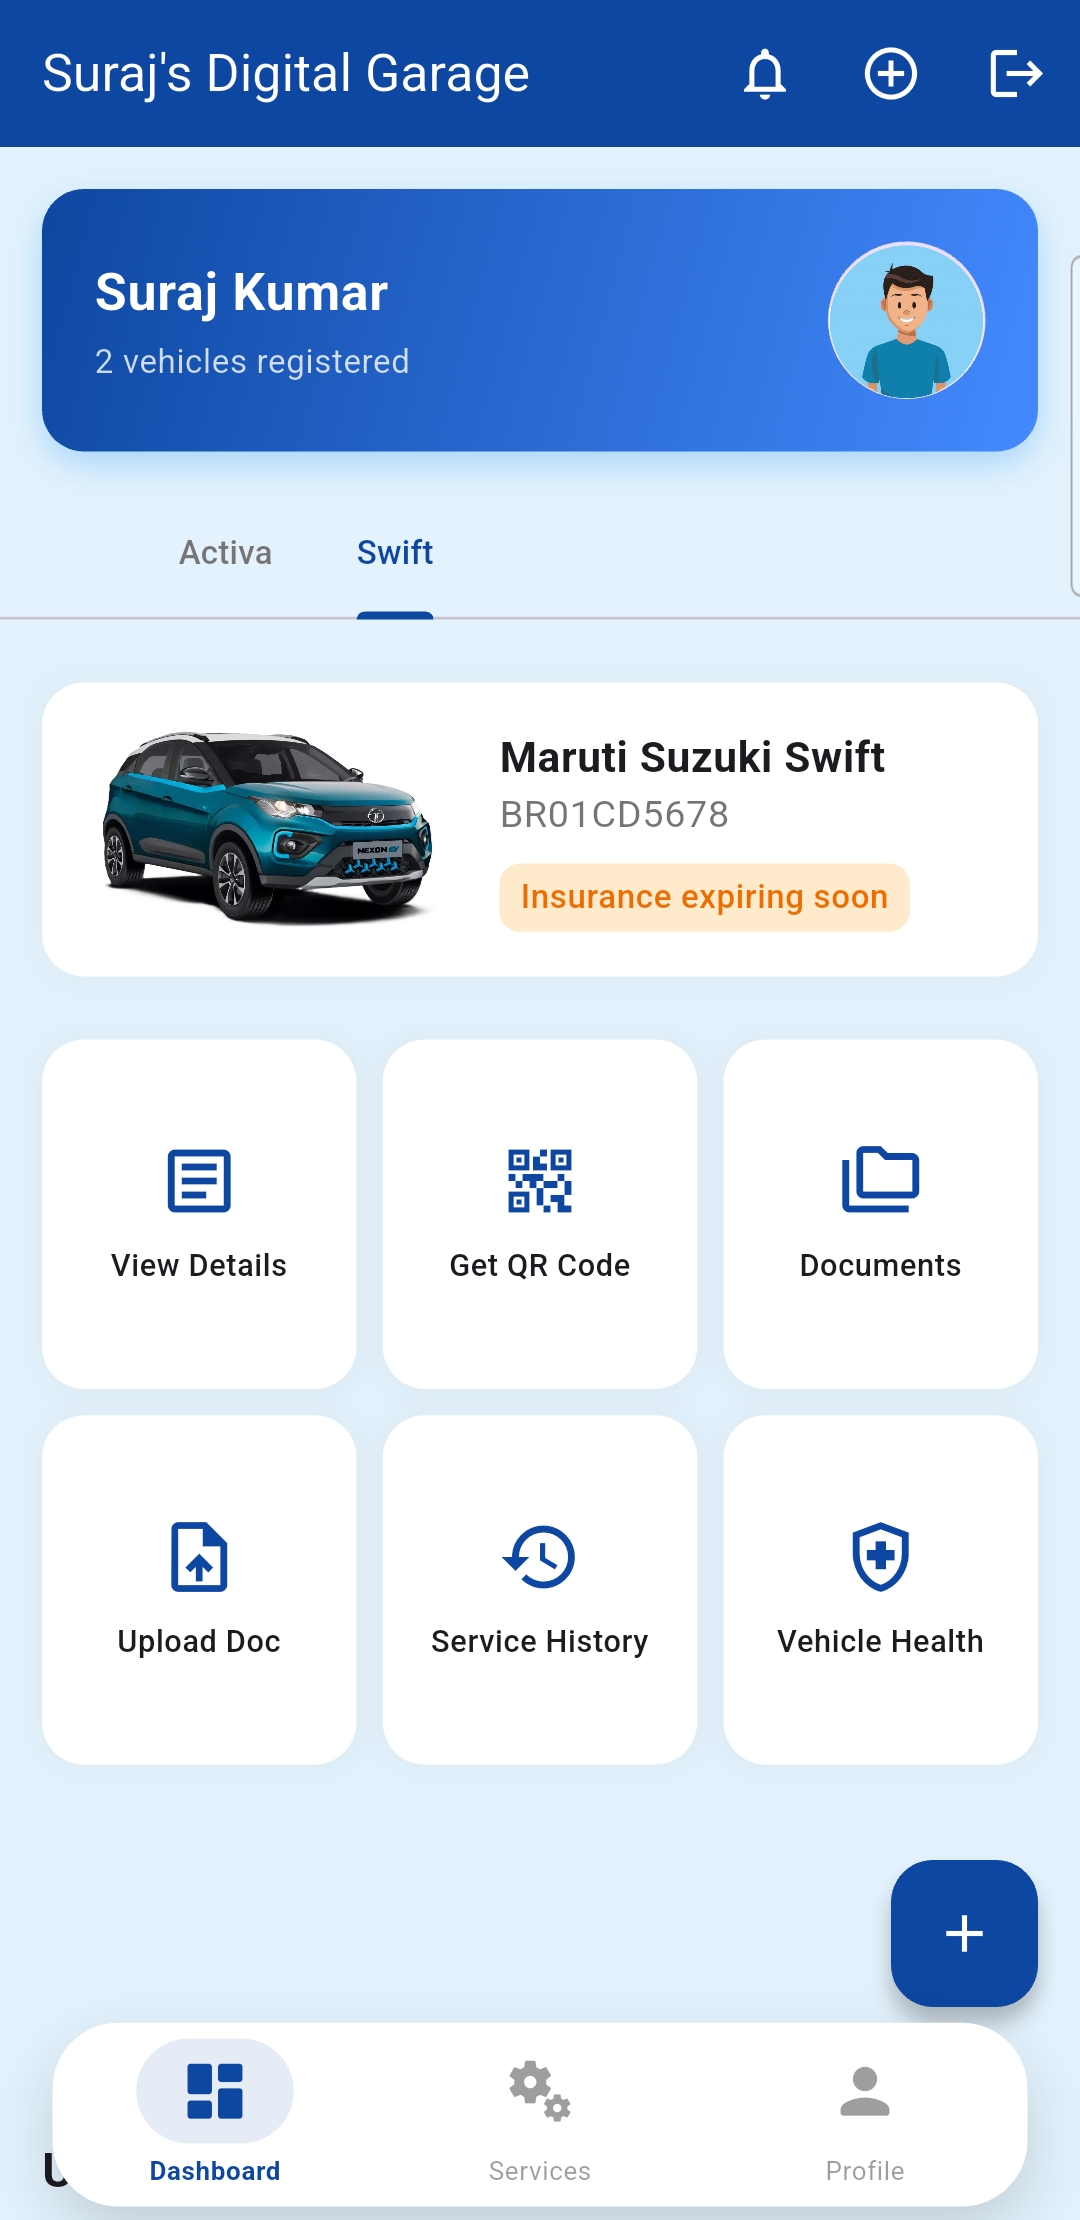 Suraj's Digital Garage
Suraj Kumar
2 vehicles registered
Activa
Swift
Maruti Suzuki Swift
BR01CD5678
Insurance expiring soon
NEXON EV
View Details
Get QR Code
Documents
Upload Doc
Service History
Vehicle Health
Dashboard
Services
Profile